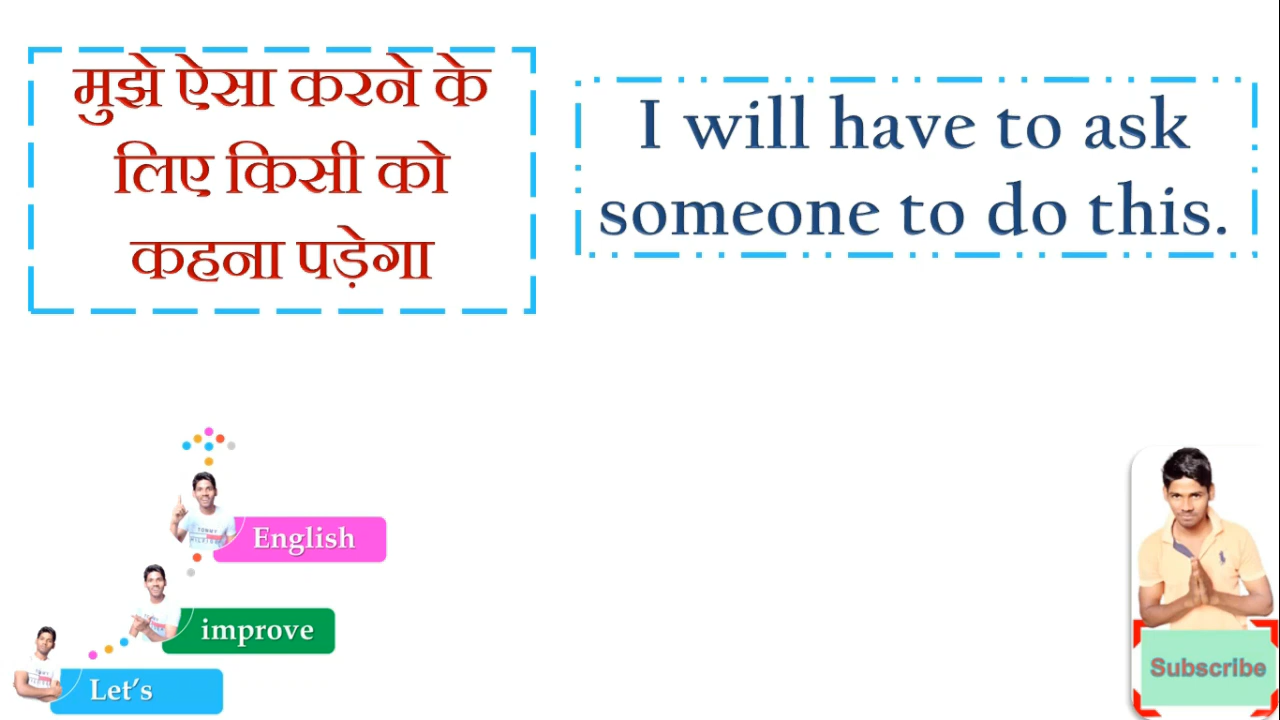 मुझे ऐसा करने के
लिए किसी को
कहना पड़ेगा
I will have to ask
someone to do this.
English
improve
Let's
Subscribe